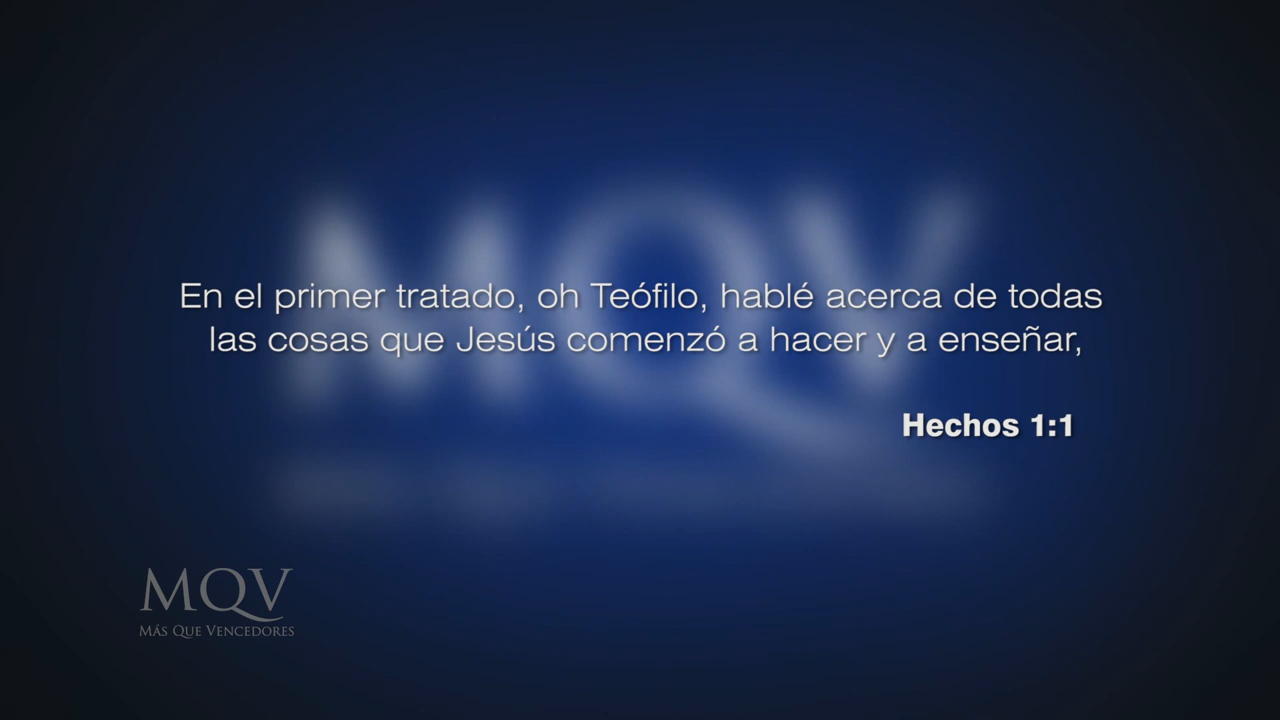 En el primer tratado, oh Teófilo, hablé acerca de todas
las cosas que Jesús comenzó a hacer y a enseñar,
Hechos 1:1
MQV
MÁS QUE VENCEDORES